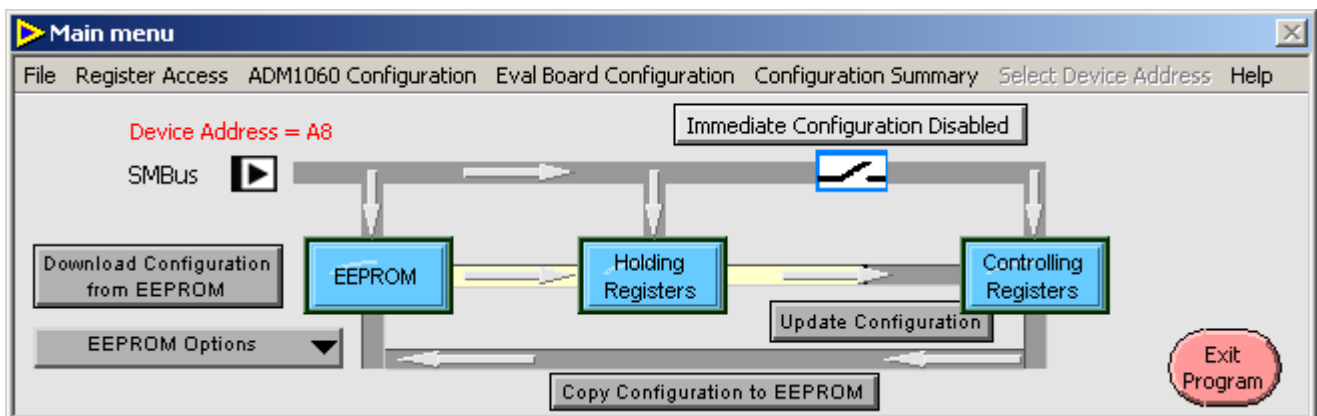 Main menu
File Register Access ADM1060 Configuration Eval Board Configuration Configuration Summary Select Device Address Help
Device Address = A8
Immediate Configuration Disabled
SMBus
Download Configuration
from EEPROM
EEPROM
Holding
Registers
Controlling
Registers
Update Configuration
EEPROM Options
Exit
Program
Copy Configuration to EEPROM